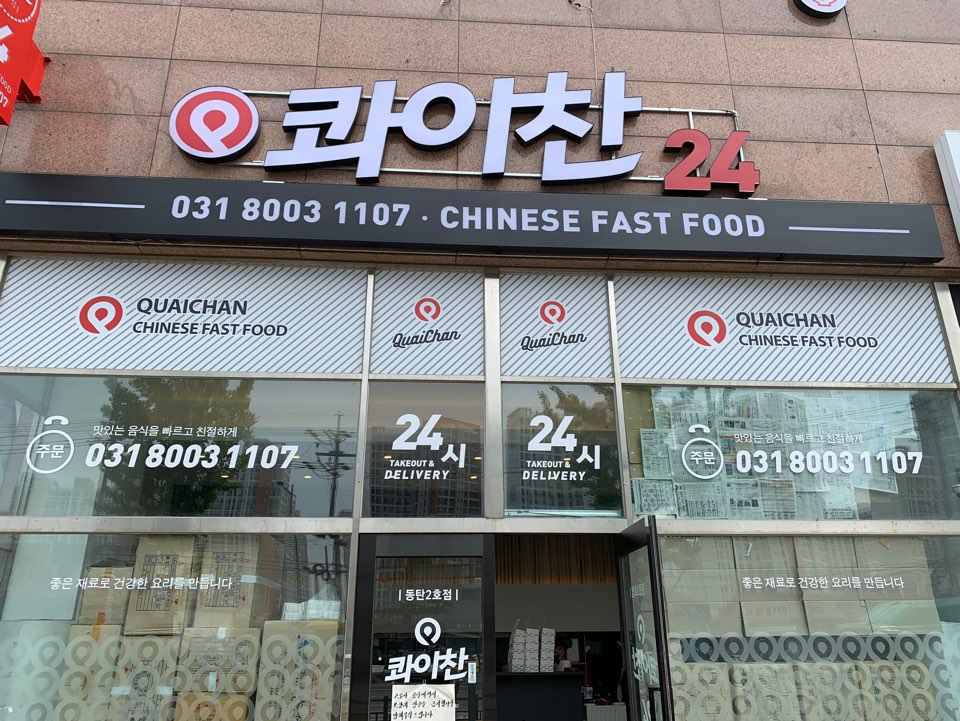 콰이찬 24
031 8003 1107 · CHINESE FAST FOOD
QUAICHAN
CHINESE FAST FOOD
QuaiChan
QuaiChan
QUAICHAN
CHINESE FAST FOOD
주문
맛있는 음식을 빠르고 친절하게
031 8003 1107
24시
TAKEOUT &
DELIVERY
24시
TAKEOUT &
DELIVERY
주문
맛있는 음식을 빠르고 친절하게
031 8003 1107
좋은 재료로 건강한 요리를 만듭니다
| 동탄2호점 |
콰이찬
좋은 재료로 건강한 요리를 만듭니다